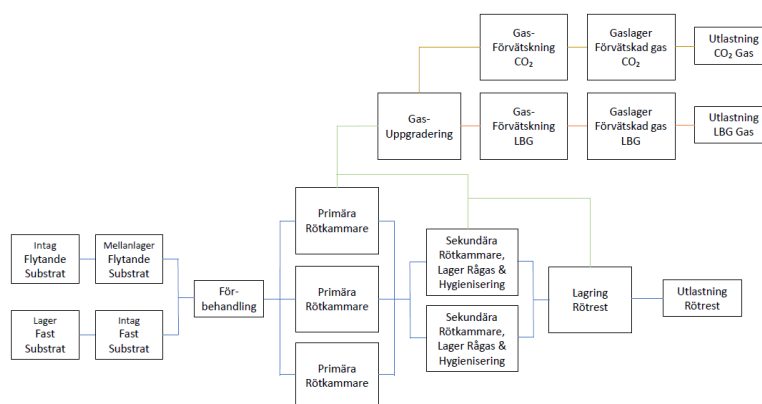 Gas-
Förvätskning
CO₂
Gaslager
Förvätskad gas
CO₂
Utlastning
CO₂ Gas
Gas-
Uppgradering
Gas-
Förvätskning
LBG
Gaslager
Förvätskad gas
LBG
Utlastning
LBG Gas
Intag
Flytande
Substrat
Mellanlager
Flytande
Substrat
Lager
Fast
Substrat
Intag
Fast
Substrat
För-
behandling
Primära
Rötkammare
Primära
Rötkammare
Primära
Rötkammare
Sekundära
Rötkammare,
Lager Rågas &
Hygienisering
Sekundära
Rötkammare,
Lager Rågas &
Hygienisering
Lagring
Rötrest
Utlastning
Rötrest